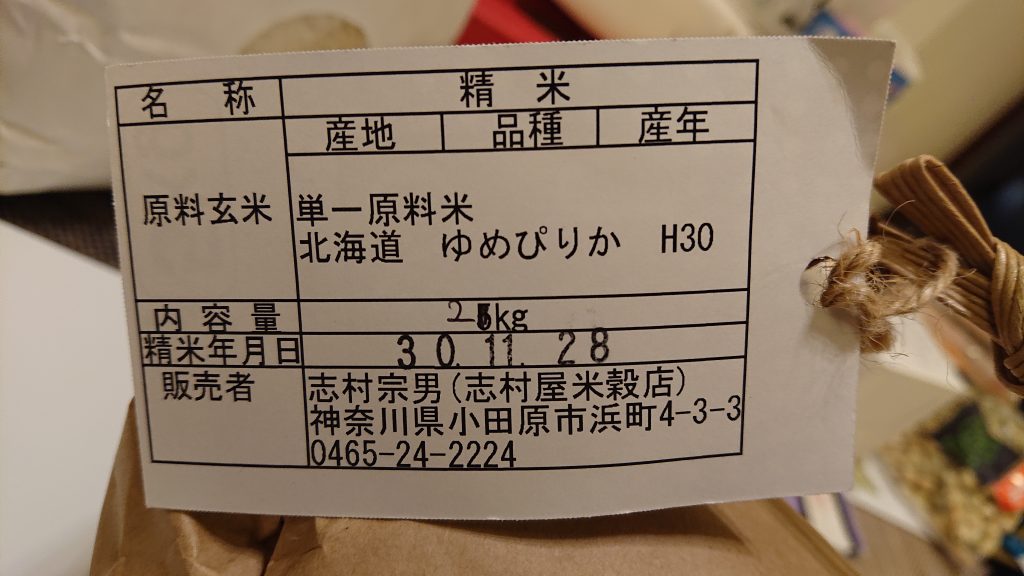 名 称 精 米
産地 品種 産年
原料玄米 単一原料米
北海道 ゆめぴりか H30
内容量 kg
精米年月日 30.11.28
販売者 志村宗男(志村屋米穀店)
神奈川県小田原市浜町4-3-3
0465-24-2224